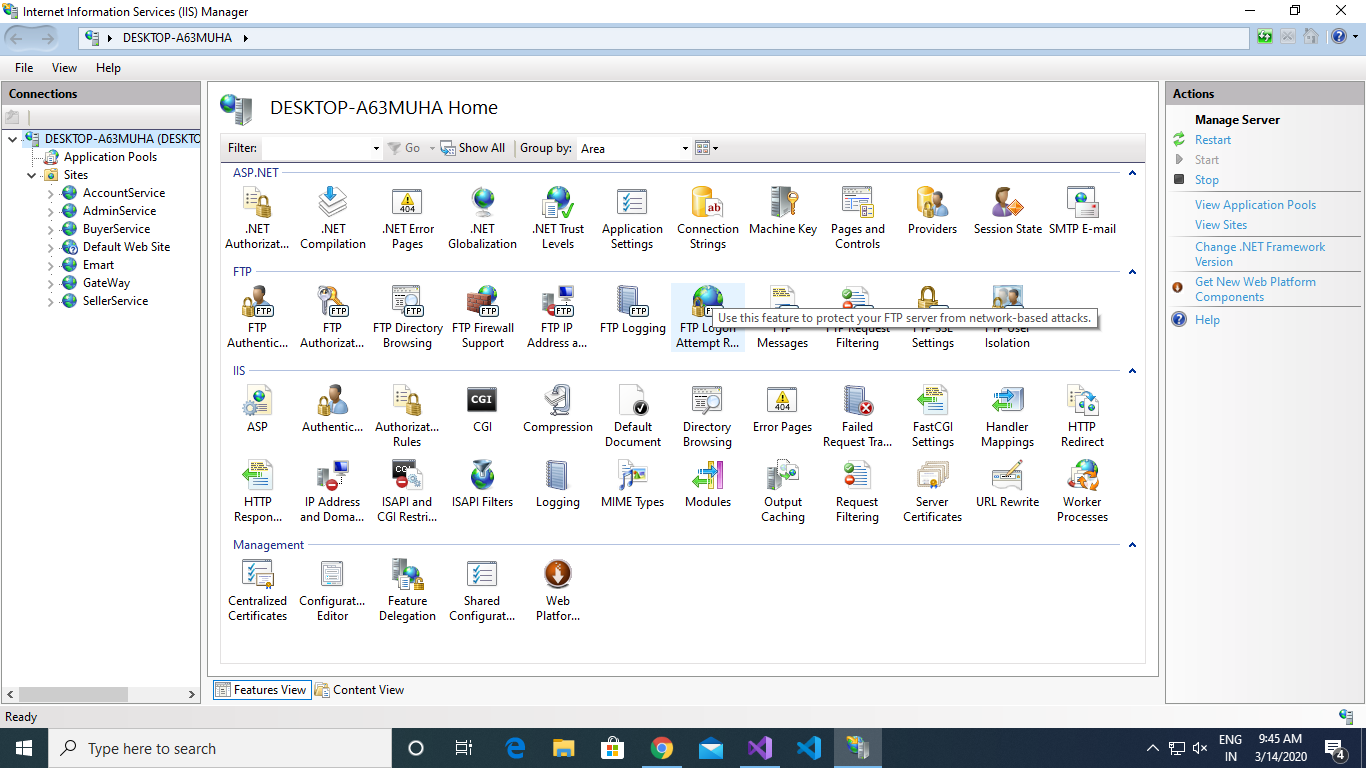 Internet Information Services (IIS) Manager
DESKTOP-A63MUHA
File View Help
Connections
DESKTOP-A63MUHA (DESKTO
Application Pools
Sites
AccountService
AdminService
BuyerService
Default Web Site
Emart
GateWay
SellerService
DESKTOP-A63MUHA Home
Filter: Go Show All Group by: Area
ASP.NET
.NET Authorizat...
.NET Compilation
.NET Error Pages
.NET Globalization
.NET Trust Levels
Application Settings
Connection Strings
Machine Key
Pages and Controls
Providers
Session State
SMTP E-mail
FTP
FTP Authentic...
FTP Authorizat...
FTP Directory Browsing
FTP Firewall Support
FTP IP Address a...
FTP Logging
FTP Logon Attempt R...
Use this feature to protect your FTP server from network-based attacks.
FTP Messages
FTP Request Filtering
FTP SSL Settings
FTP User Isolation
IIS
ASP
Authentic...
Authorizat... Rules
CGI
Compression
Default Document
Directory Browsing
Error Pages
Failed Request Tra...
FastCGI Settings
Handler Mappings
HTTP Redirect
HTTP Respon...
IP Address and Doma...
ISAPI and CGI Restri...
ISAPI Filters
Logging
MIME Types
Modules
Output Caching
Request Filtering
Server Certificates
URL Rewrite
Worker Processes
Management
Centralized Certificates
Configurat... Editor
Feature Delegation
Shared Configurat...
Web Platfor...
Features View Content View
Actions
Manage Server
Restart
Start
Stop
View Application Pools
View Sites
Change .NET Framework
Version
Get New Web Platform
Components
Help
Ready
Type here to search
ENG
IN
9:45 AM
3/14/2020
4